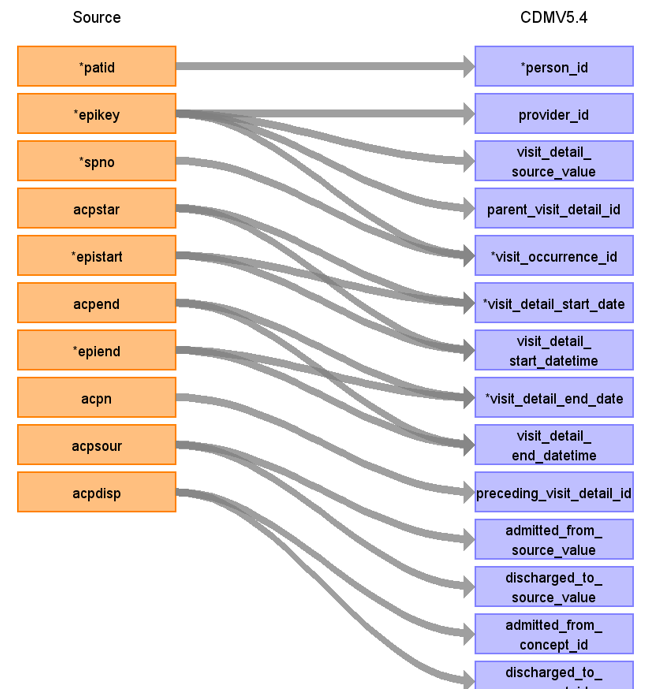 Source
CDMV5.4
*patid
*person_id
*epikey
provider_id
*spno
visit_detail_
source_value
acpstar
parent_visit_detail_id
*epistart
*visit_occurrence_id
acpend
*visit_detail_start_date
*epiend
visit_detail_
start_datetime
acpn
*visit_detail_end_date
acpsour
visit_detail_
end_datetime
acpdisp
preceding_visit_detail_id
admitted_from_
source_value
discharged_to_
source_value
admitted_from_
concept_id
discharged_to_